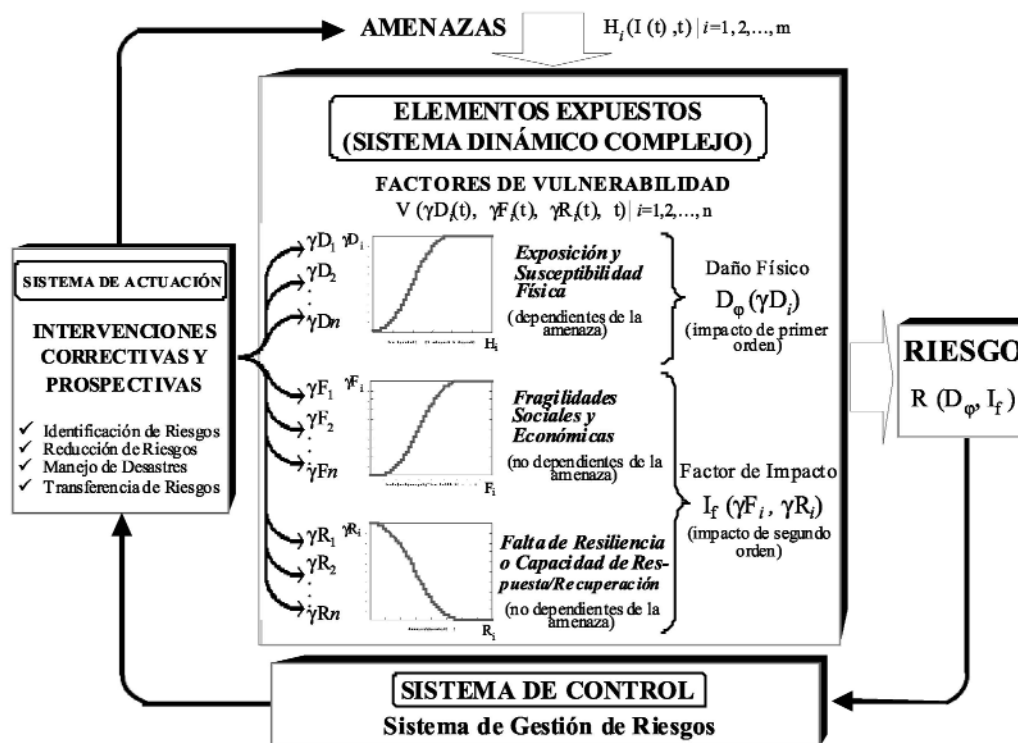 AMENAZAS
H_i (I (t) ,t) | i=1, 2,..., m
ELEMENTOS EXPUESTOS
(SISTEMA DINÁMICO COMPLEJO)
FACTORES DE VULNERABILIDAD
V (γD_i(t), γF_i(t), γR_i(t), t) | i=1,2,..., n
γD_1
γD_2
.
.
γDn
γD_i
H_i
Exposición y
Susceptibilidad
Física
(dependientes de la
amenaza)
Daño Físico
D_φ (γD_i)
(impacto de primer
orden)
γF_1
γF_2
.
.
γFn
γF_i
F_i
Fragilidades
Sociales y
Económicas
(no dependientes de la
amenaza)
γR_1
γR_2
.
.
γRn
γR_i
R_i
Falta de Resiliencia
o Capacidad de Res-
puesta/Recuperación
(no dependientes de la
amenaza)
Factor de Impacto
I_f (γF_i , γR_i)
(impacto de segundo
orden)
RIESGO
R (D_φ, I_f )
SISTEMA DE CONTROL
Sistema de Gestión de Riesgos
SISTEMA DE ACTUACIÓN
INTERVENCIONES
CORRECTIVAS Y
PROSPECTIVAS
✓ Identificación de Riesgos
✓ Reducción de Riesgos
✓ Manejo de Desastres
✓ Transferencia de Riesgos